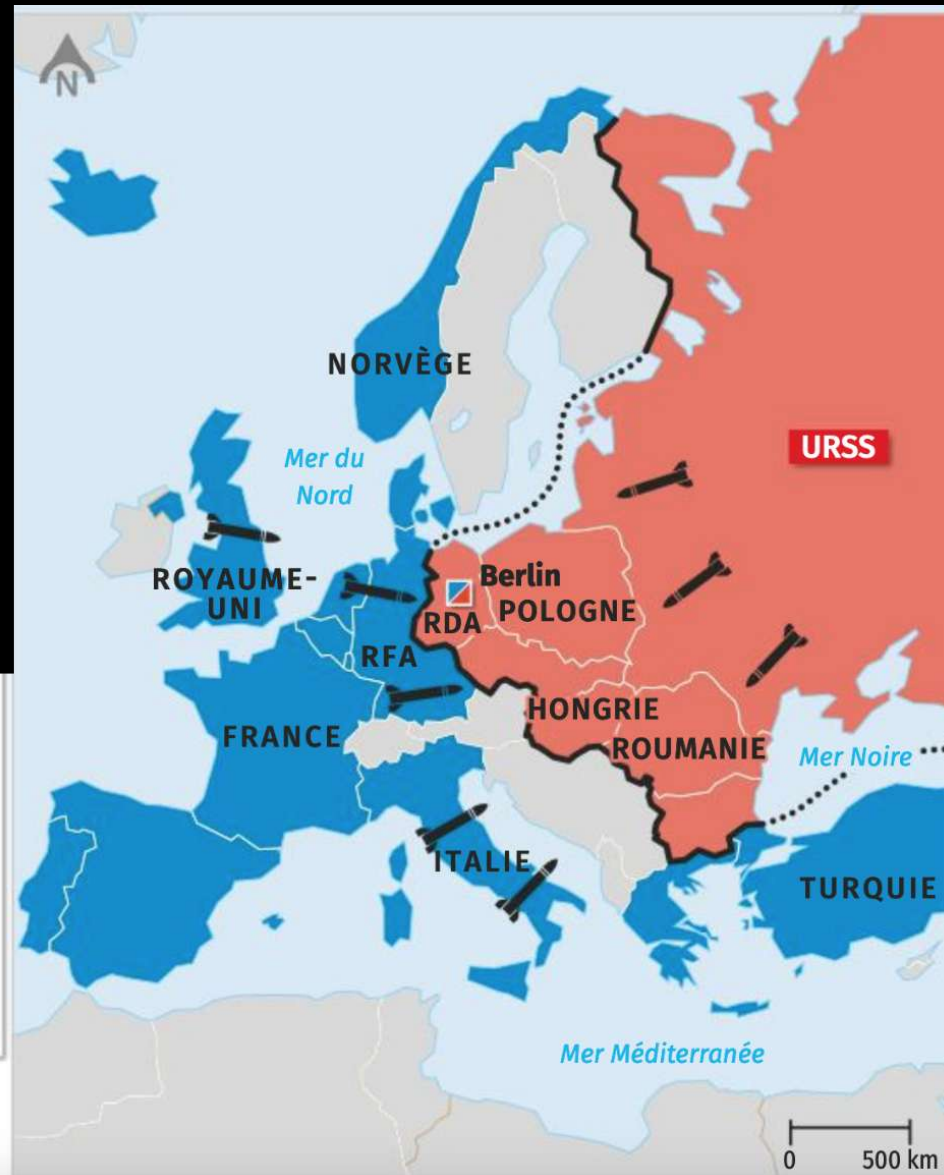 N
NORVÈGE
URSS
Mer du
Nord
ROYAUME-
UNI
Berlin
POLOGNE
RDA
RFA
HONGRIE
FRANCE
ROUMANIE
Mer Noire
ITALIE
TURQUIE
Mer Méditerranée
0 500 km